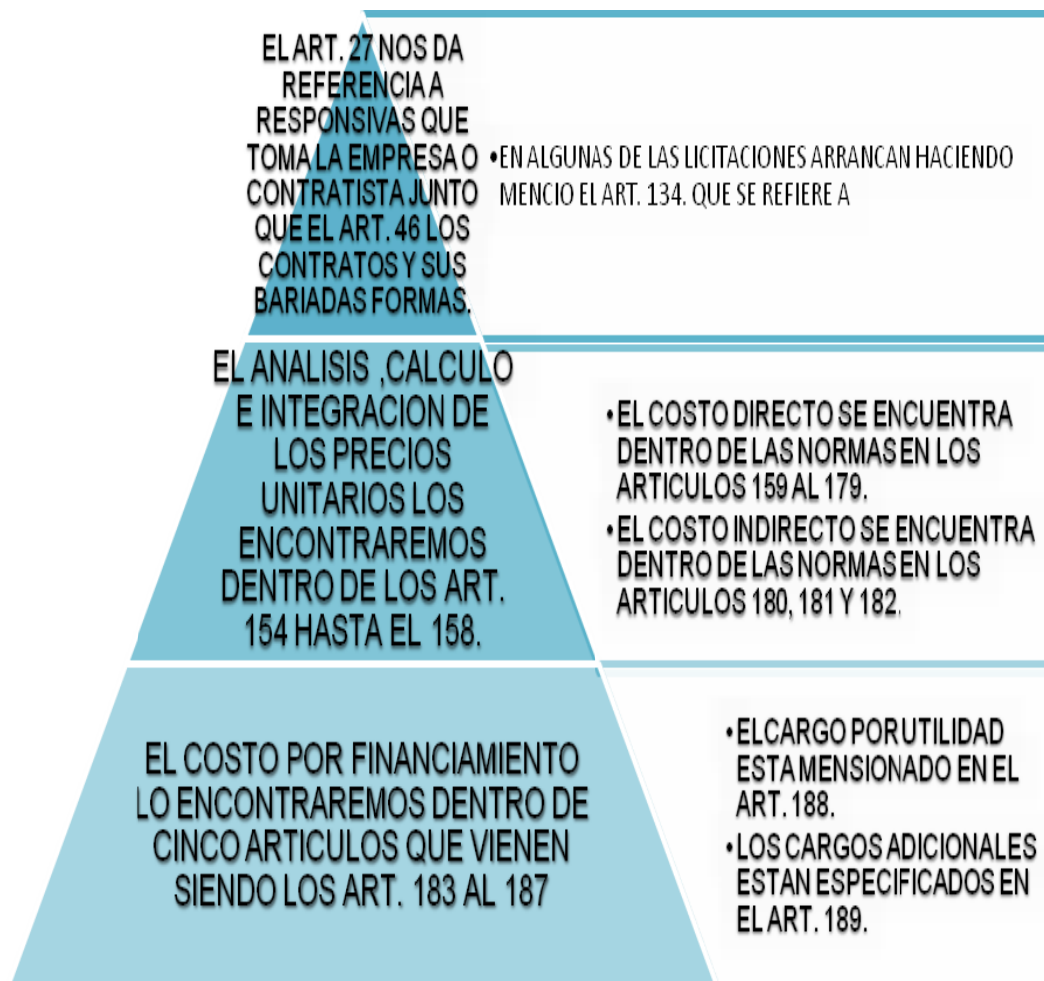 EL ART. 27 NOS DA
REFERENCIA A
RESPONSIVAS QUE
TOMA LA EMPRESA O
CONTRATISTA JUNTO
QUE EL ART. 46 LOS
CONTRATOS Y SUS
BARIADAS FORMAS.
•EN ALGUNAS DE LAS LICITACIONES ARRANCAN HACIENDO
MENCIO EL ART. 134. QUE SE REFIERE A
EL ANALISIS ,CALCULO
E INTEGRACION DE
LOS PRECIOS
UNITARIOS LOS
ENCONTRAREMOS
DENTRO DE LOS ART.
154 HASTA EL 158.
•EL COSTO DIRECTO SE ENCUENTRA
DENTRO DE LAS NORMAS EN LOS
ARTICULOS 159 AL 179.
•EL COSTO INDIRECTO SE ENCUENTRA
DENTRO DE LAS NORMAS EN LOS
ARTICULOS 180, 181 Y 182.
EL COSTO POR FINANCIAMIENTO
LO ENCONTRAREMOS DENTRO DE
CINCO ARTICULOS QUE VIENEN
SIENDO LOS ART. 183 AL 187
•EL CARGO POR UTILIDAD
ESTA MENSIONADO EN EL
ART. 188.
•LOS CARGOS ADICIONALES
ESTAN ESPECIFICADOS EN
EL ART. 189.